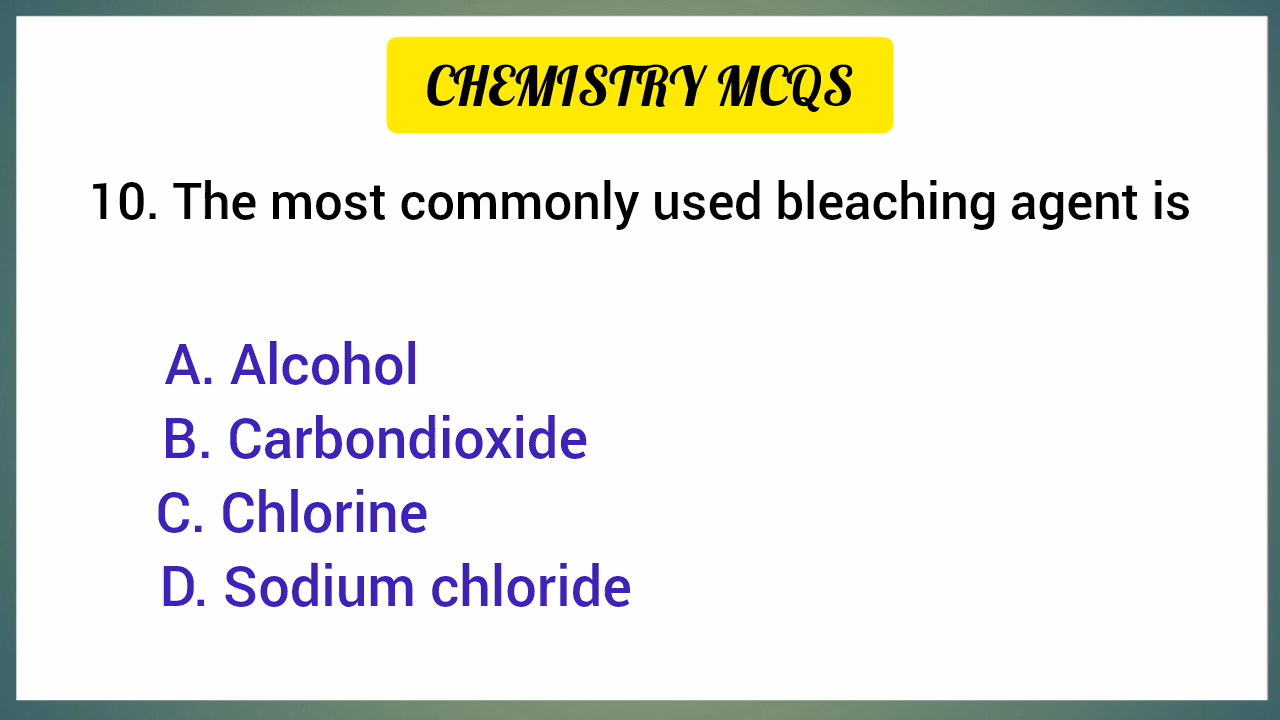 CHEMISTRY MCQS
10. The most commonly used bleaching agent is
A. Alcohol
B. Carbondioxide
C. Chlorine
D. Sodium chloride